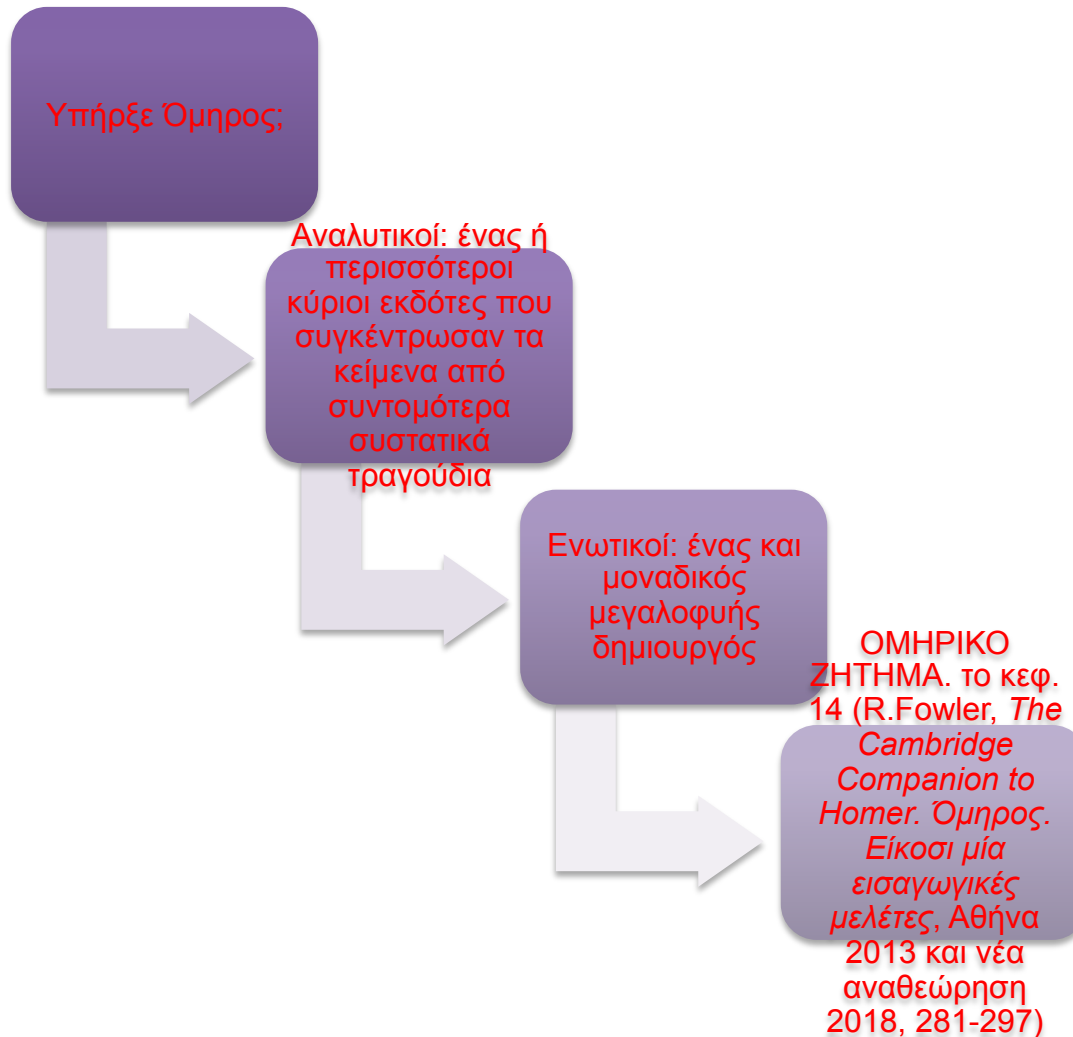 Υπήρξε Όμηρος;
Αναλυτικοί: ένας ή
περισσότεροι
κύριοι εκδότες που
συγκέντρωσαν τα
κείμενα από
συντομότερα
συστατικά
τραγούδια
Ενωτικοί: ένας και
μοναδικός
μεγαλοφυής
δημιουργός
ΟΜΗΡΙΚΟ
ΖΗΤΗΜΑ. το κεφ.
14 (R.Fowler, The
Cambridge
Companion to
Homer. Όμηρος.
Είκοσι μία
εισαγωγικές
μελέτες, Αθήνα
2013 και νέα
αναθεώρηση
2018, 281-297)